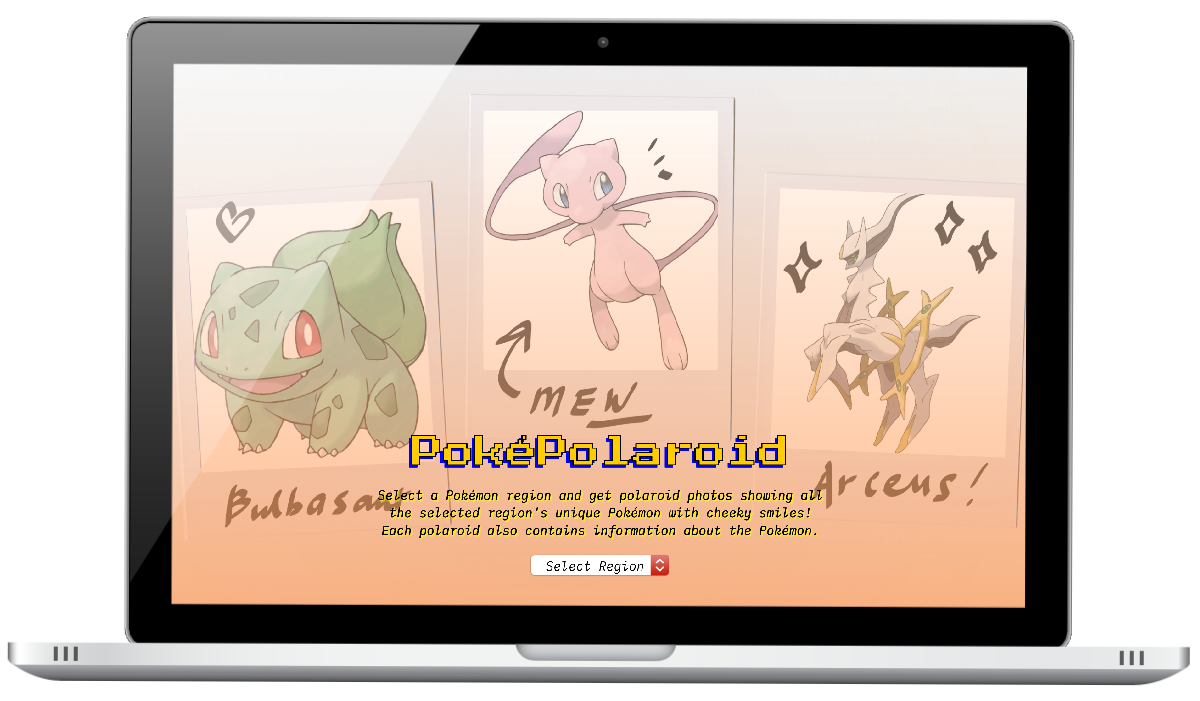 MEW
PokéPolaroid
Bulbasaur
Select a Pokémon region and get polaroid photos showing all
the selected region's unique Pokémon with cheeky smiles!
Each polaroid also contains information about the Pokémon.
Arceus!
Select Region